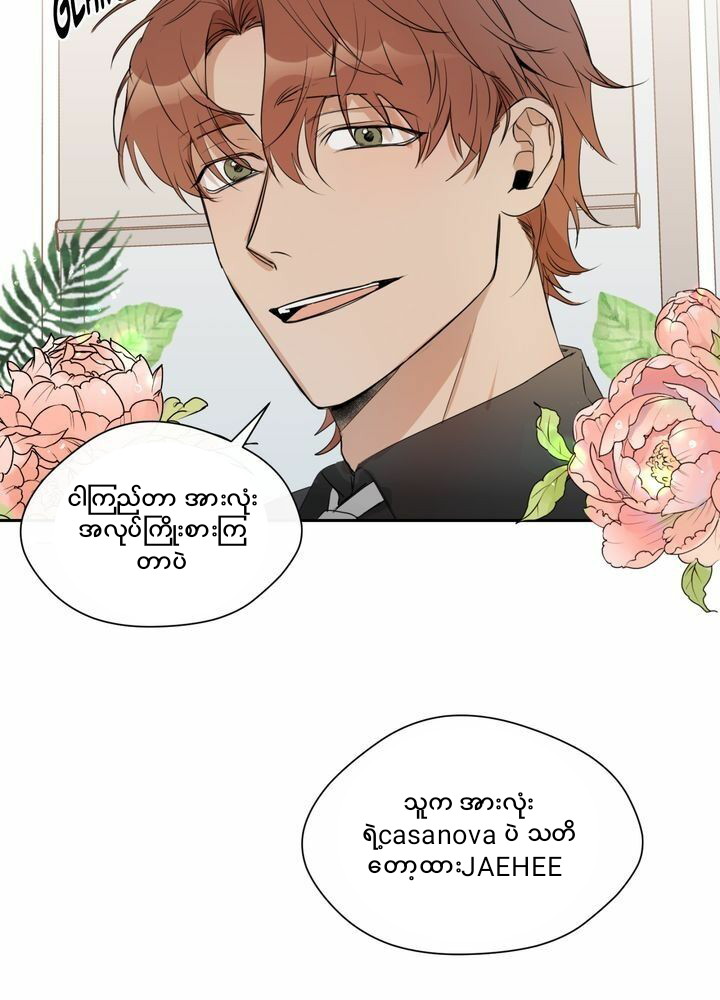 ငါကြည်တာ အားလုံး
အလုပ်ကြိုးစားကြ
တာပဲ
သူက အားလုံး
ရဲ့casanova ပဲ သတိ
တော့ထားJAEHEE